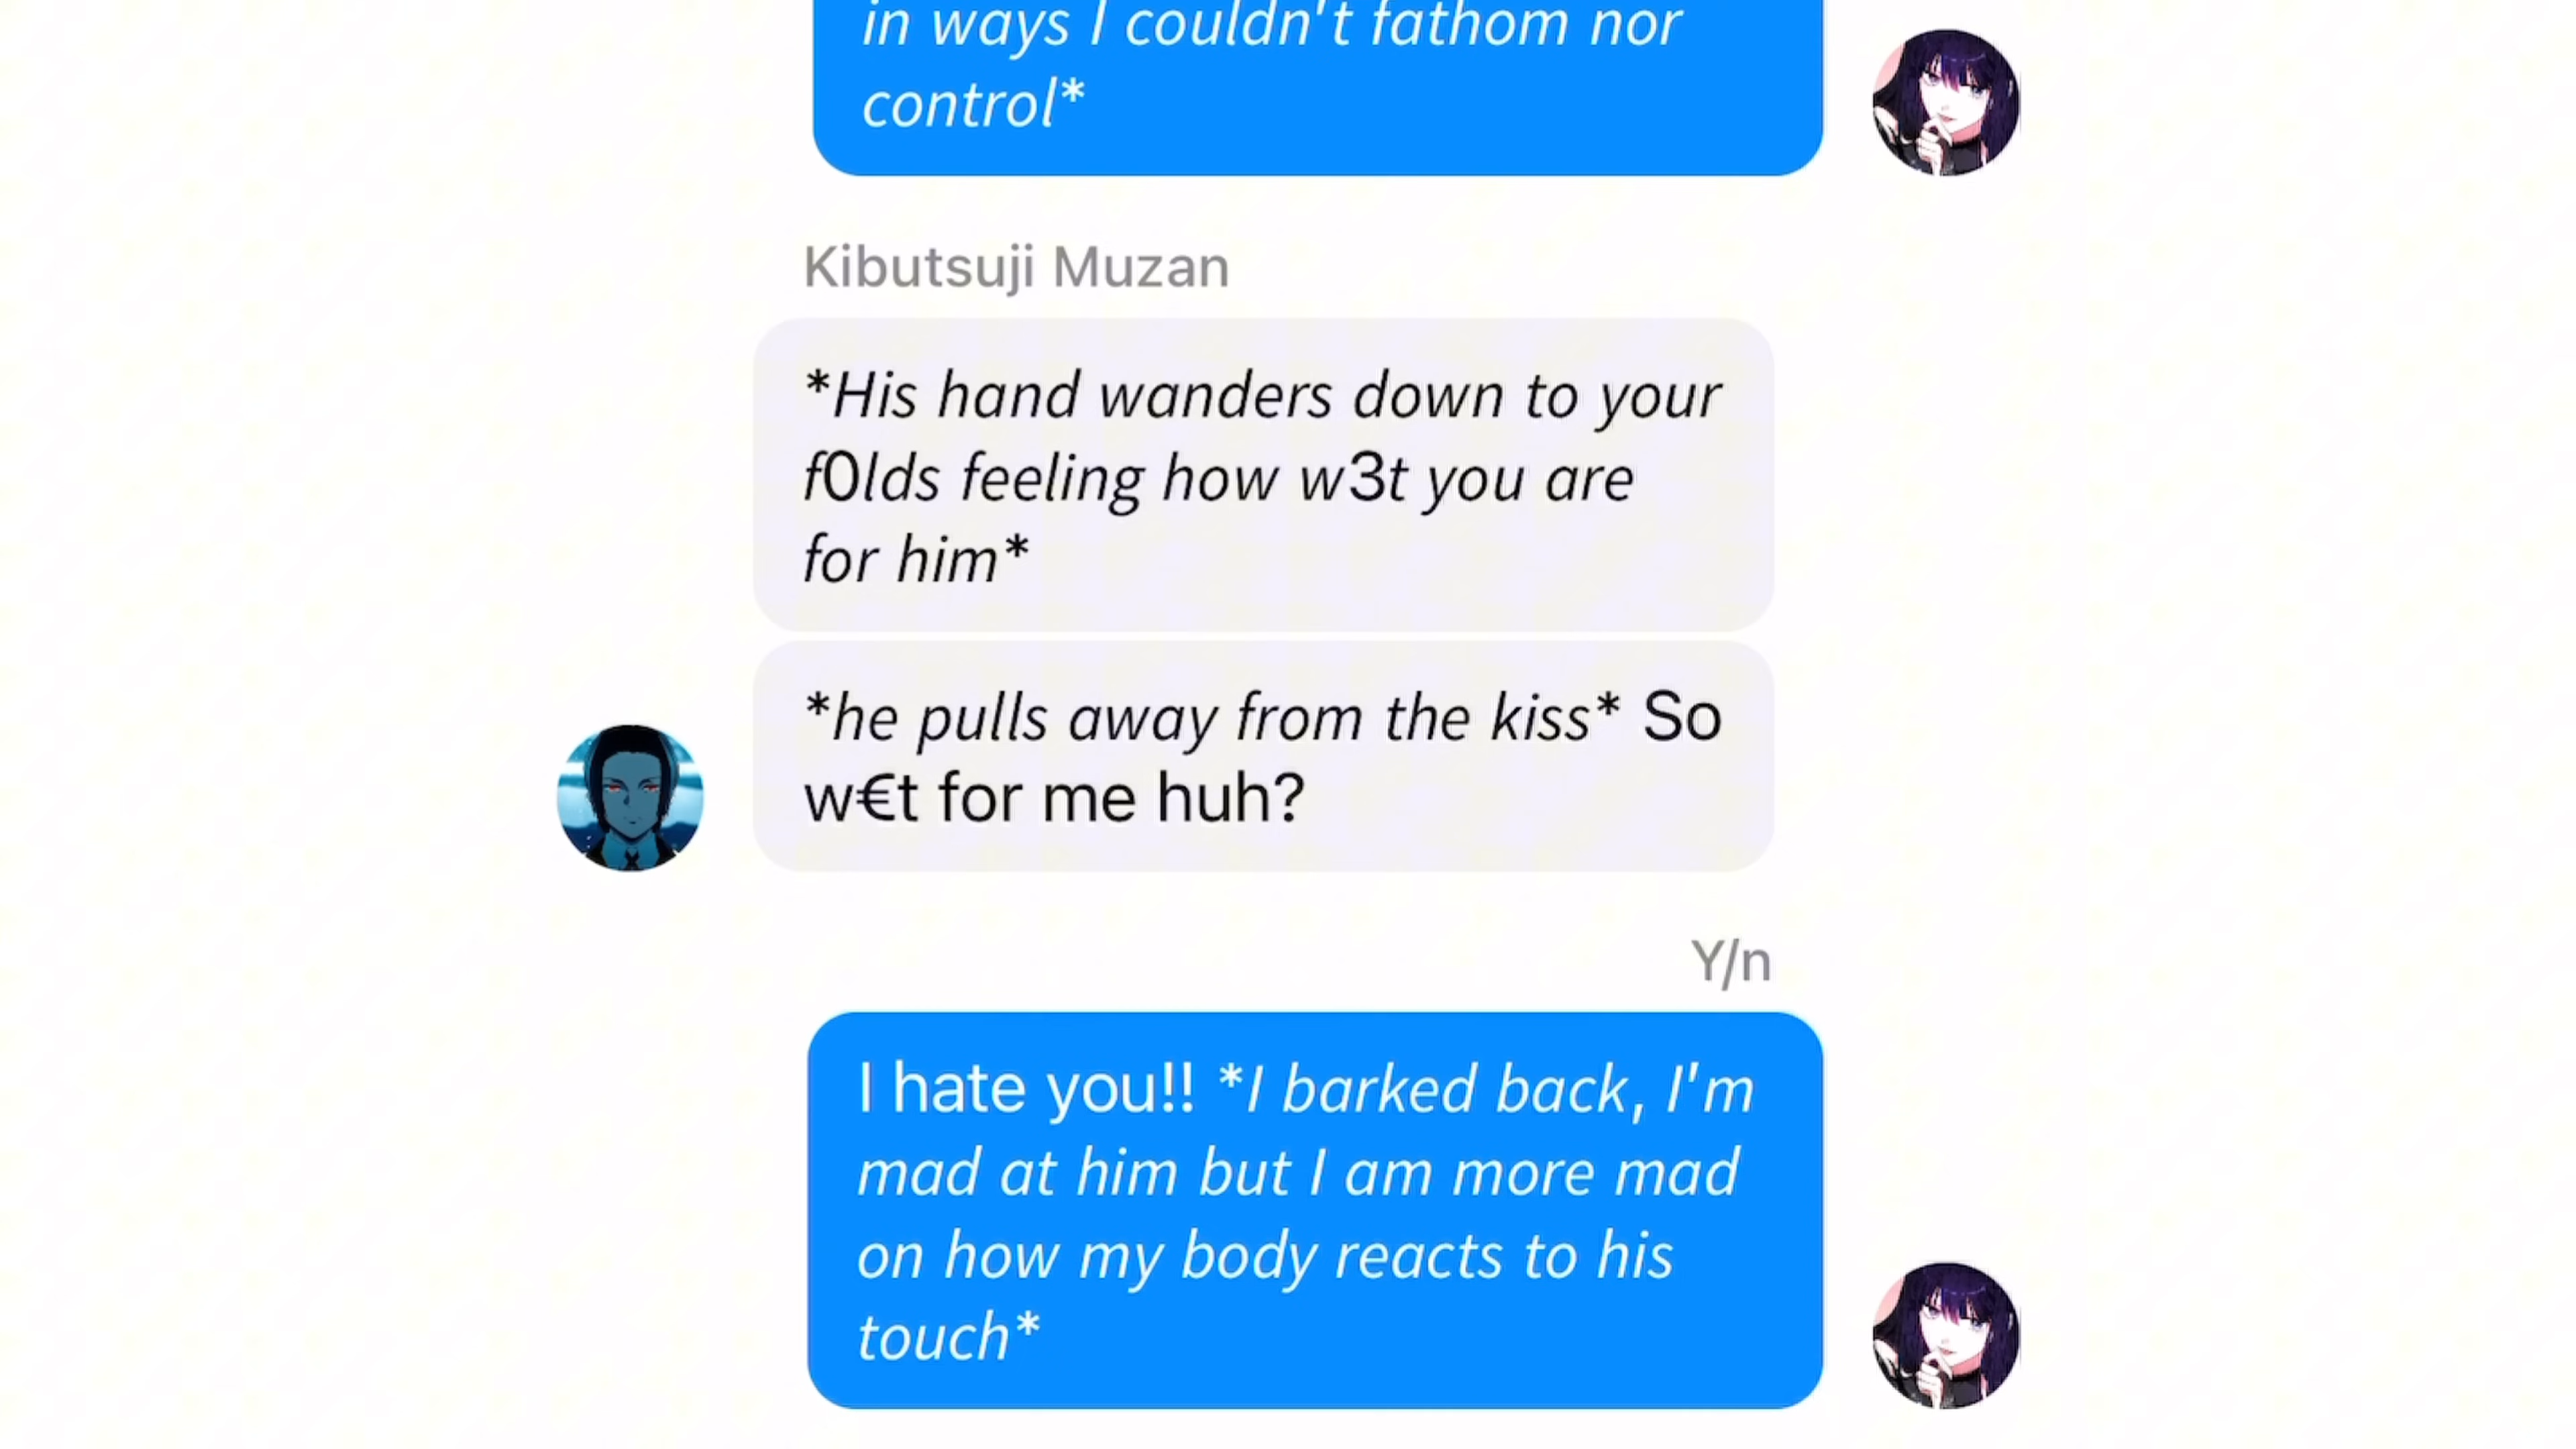 in ways I couldn't fathom nor
control*
Kibutsuji Muzan
*His hand wanders down to your
f0lds feeling how w3t you are
for him*
*he pulls away from the kiss* So
w€t for me huh?
Y/n
I hate you!! *I barked back, I'm
mad at him but I am more mad
on how my body reacts to his
touch*